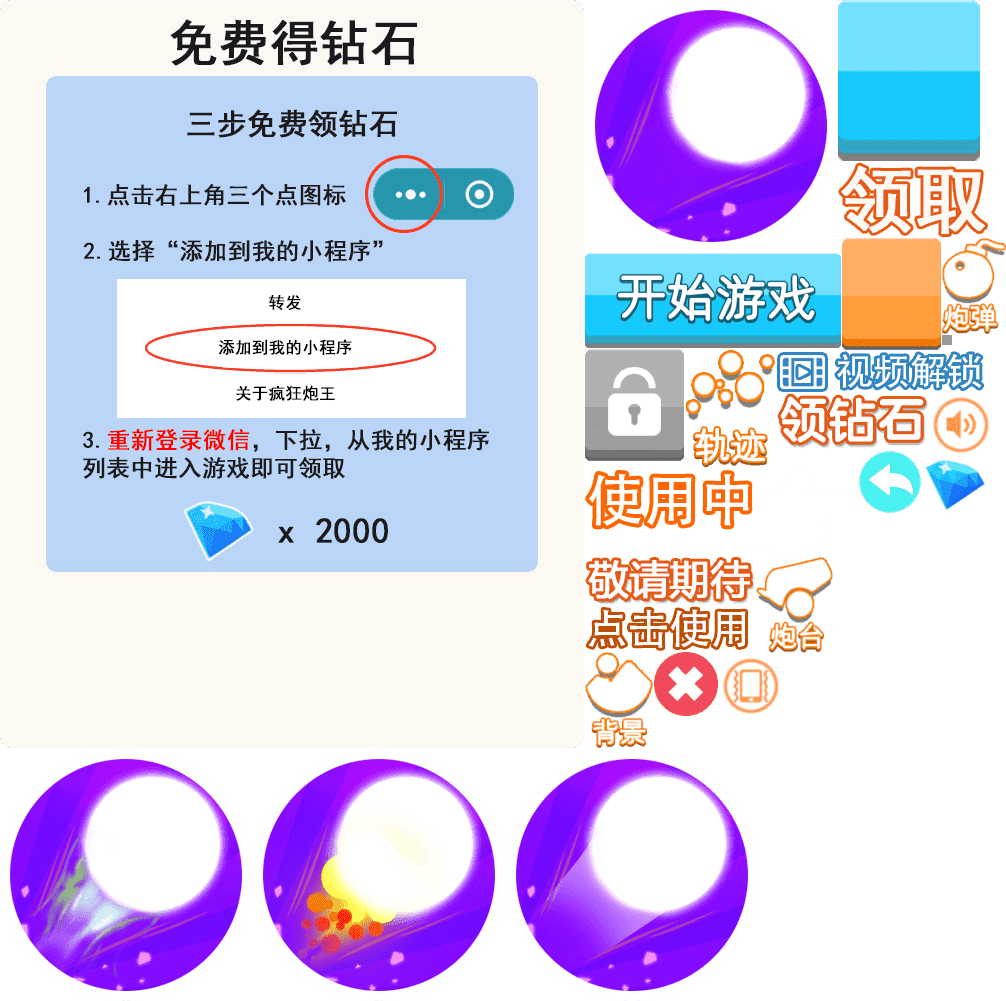 免费得钻石
三步免费领钻石
1.点击右上角三个点图标
2.选择“添加到我的小程序”
转发
添加到我的小程序
关于疯狂炮王
3.重新登录微信，下拉，从我的小程序
列表中进入游戏即可领取
x 2000
领取
开始游戏
炮弹
视频解锁
领钻石
轨迹
使用中
敬请期待
点击使用
炮台
背景